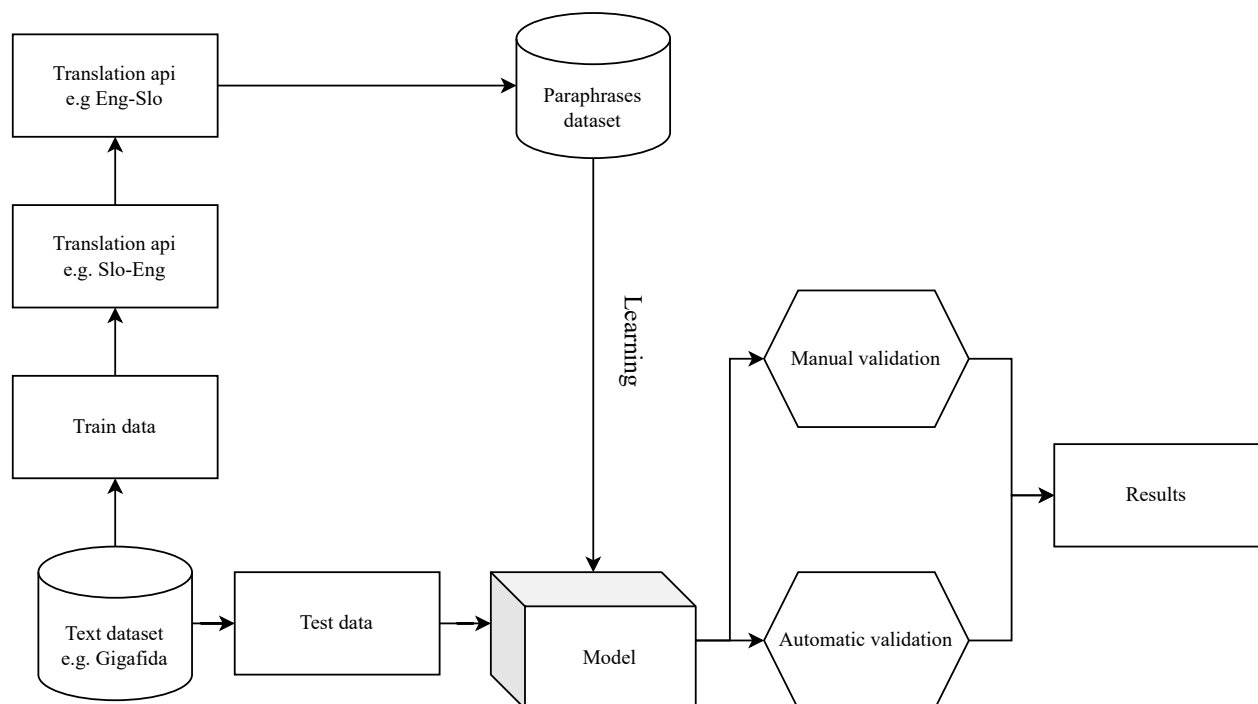 Translation api
e.g Eng-Slo
Paraphrases
dataset
Translation api
e.g. Slo-Eng
Learning
Manual validation
Train data
Results
Text dataset
e.g. Gigafida
Test data
Model
Automatic validation